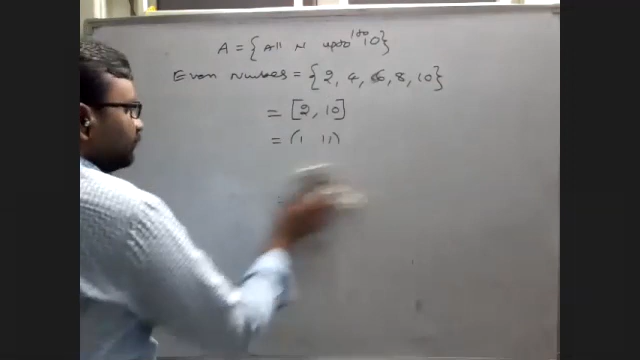 A = {All N upto 1 to 10}
Even Numbers = {2, 4, 6, 8, 10}
= [2, 10]
= (1 11)